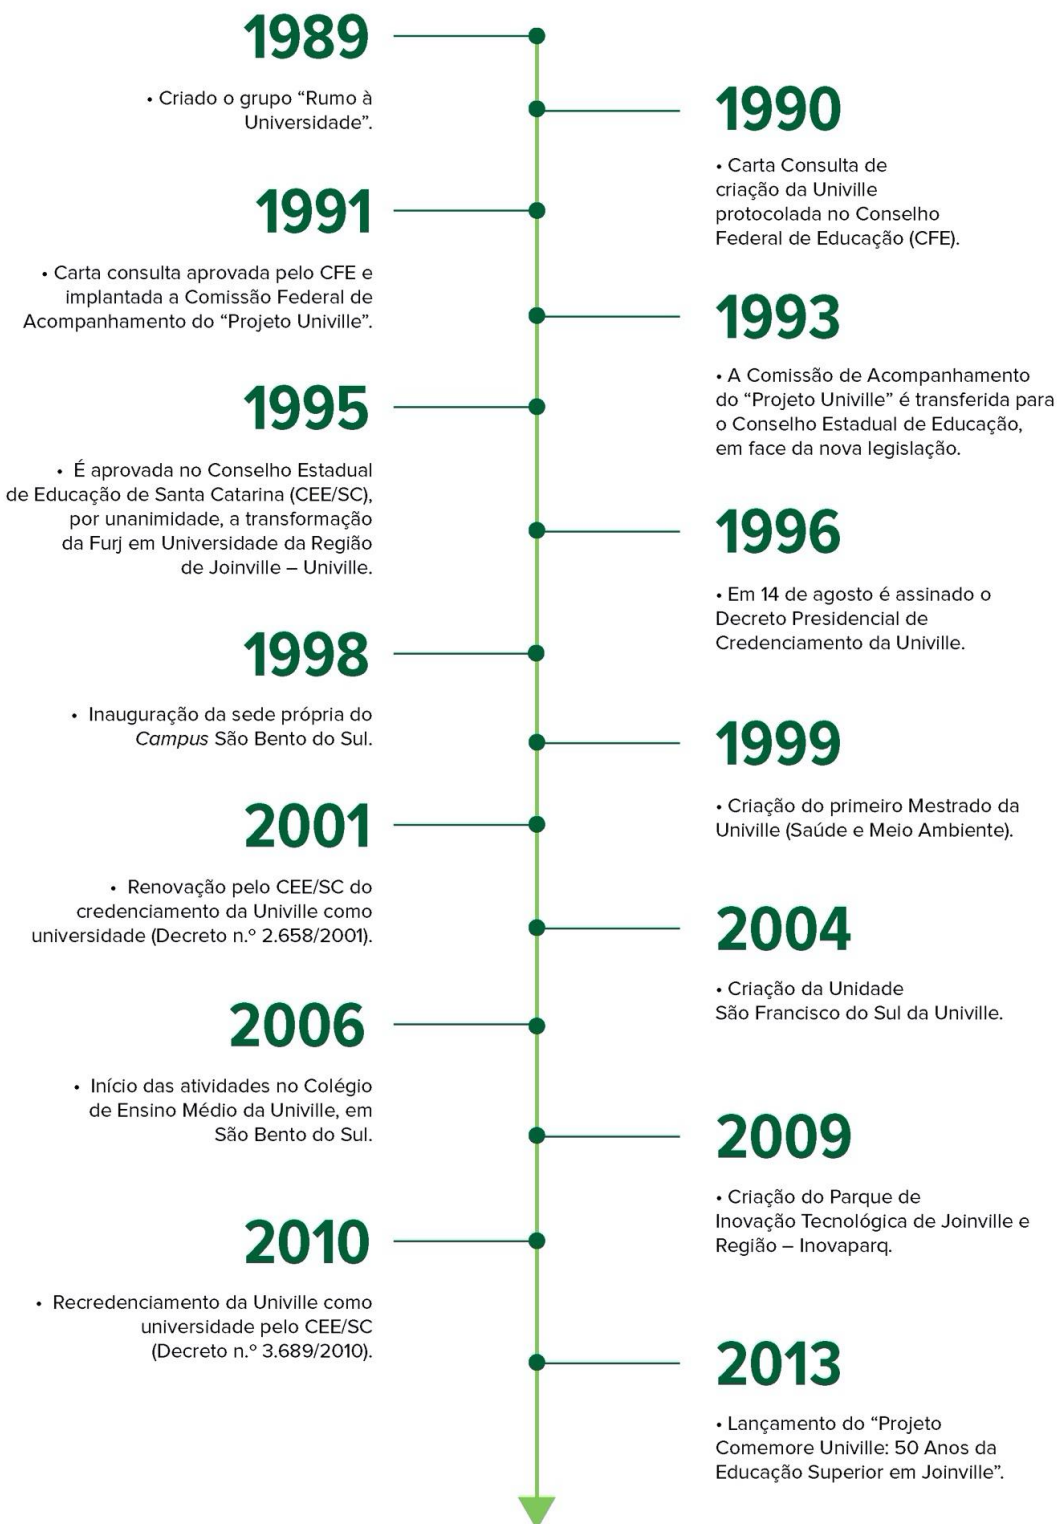 1989
• Criado o grupo “Rumo à
Universidade”.
1990
• Carta Consulta de
criação da Univille
protocolada no Conselho
Federal de Educação (CFE).
1991
• Carta consulta aprovada pelo CFE e
implantada a Comissão Federal de
Acompanhamento do “Projeto Univille”.
1993
• A Comissão de Acompanhamento
do “Projeto Univille” é transferida para
o Conselho Estadual de Educação,
em face da nova legislação.
1995
• É aprovada no Conselho Estadual
de Educação de Santa Catarina (CEE/SC),
por unanimidade, a transformação
da Furj em Universidade da Região
de Joinville – Univille.
1996
• Em 14 de agosto é assinado o
Decreto Presidencial de
Credenciamento da Univille.
1998
• Inauguração da sede própria do
Campus São Bento do Sul.
1999
• Criação do primeiro Mestrado da
Univille (Saúde e Meio Ambiente).
2001
• Renovação pelo CEE/SC do
credenciamento da Univille como
universidade (Decreto n.º 2.658/2001).
2004
• Criação da Unidade
São Francisco do Sul da Univille.
2006
• Início das atividades no Colégio
de Ensino Médio da Univille, em
São Bento do Sul.
2009
• Criação do Parque de
Inovação Tecnológica de Joinville e
Região – Inovaparq.
2010
• Recredenciamento da Univille como
universidade pelo CEE/SC
(Decreto n.º 3.689/2010).
2013
• Lançamento do “Projeto
Comemore Univille: 50 Anos da
Educação Superior em Joinville”.